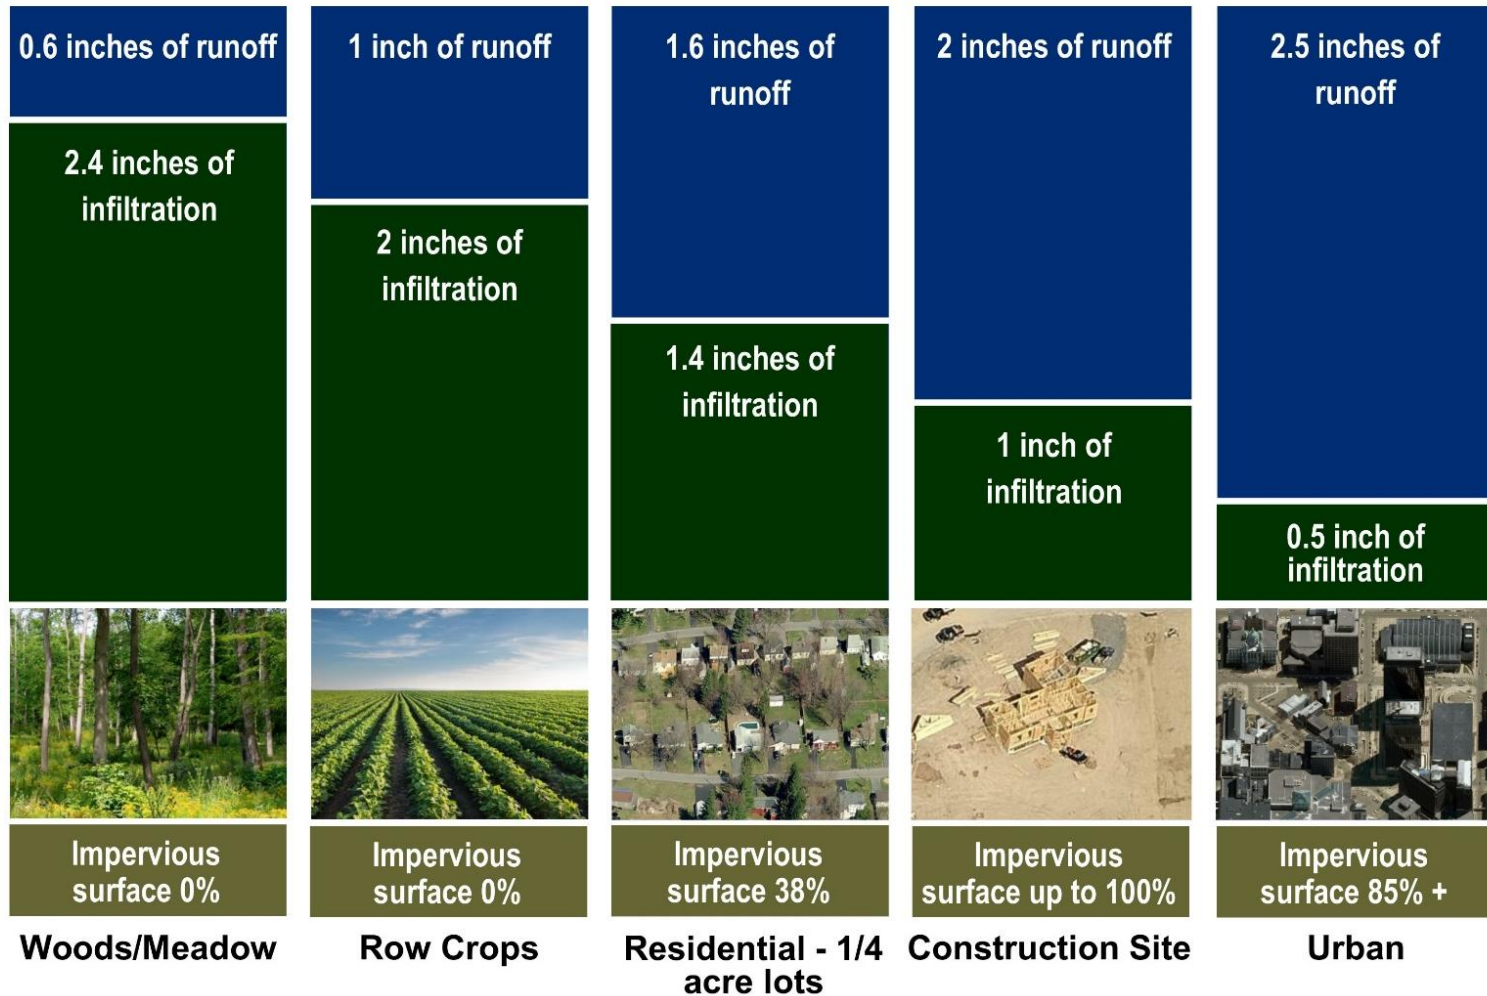 0.6 inches of runoff
2.4 inches of
infiltration
Impervious
surface 0%
Woods/Meadow
1 inch of runoff
2 inches of
infiltration
Impervious
surface 0%
Row Crops
1.6 inches of
runoff
1.4 inches of
infiltration
Impervious
surface 38%
Residential - 1/4
acre lots
2 inches of runoff
1 inch of
infiltration
Impervious
surface up to 100%
Construction Site
2.5 inches of
runoff
0.5 inch of
infiltration
Impervious
surface 85% +
Urban